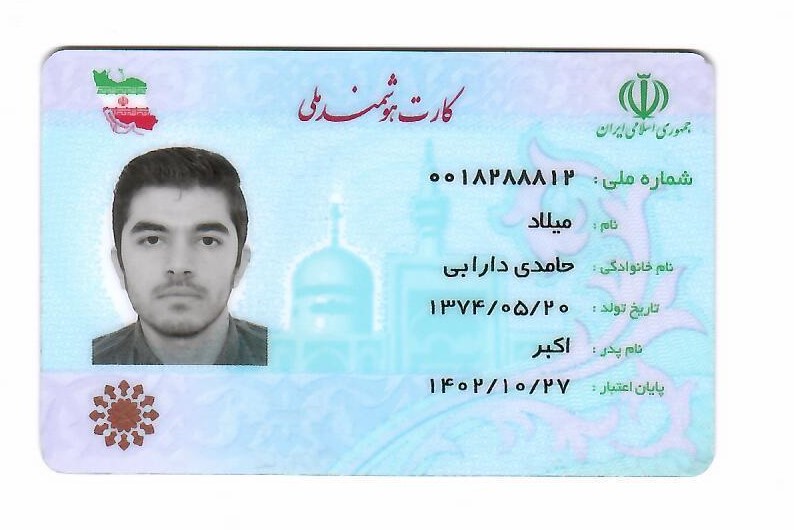 کارت هوشمند ملی
جمهوری اسلامی ایران
شماره ملی: ۰۰۱۸۲۸۸۸۱۲
نام: میلاد
نام خانوادگی: حامدی دارابی
تاریخ تولد: ۱۳۷۴/۰۵/۲۰
نام پدر: اکبر
پایان اعتبار: ۱۴۰۲/۱۰/۲۷